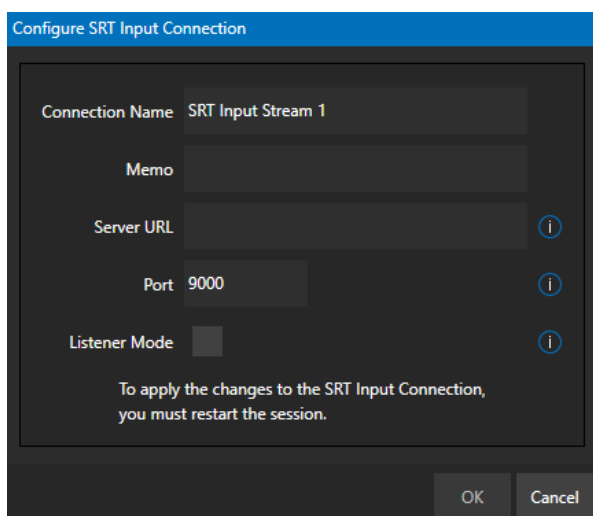 Configure SRT Input Connection
Connection Name SRT Input Stream 1
Memo
Server URL i
Port 9000 i
Listener Mode i
To apply the changes to the SRT Input Connection,
you must restart the session.
OK Cancel